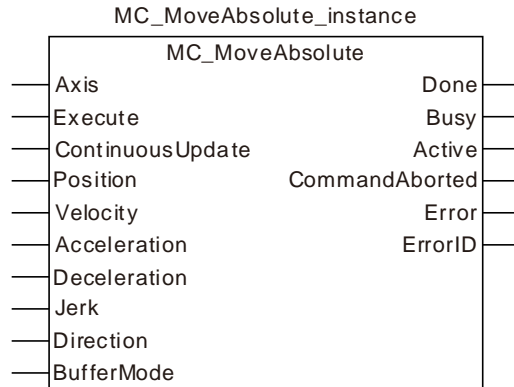 MC_MoveAbsolute_instance
MC_MoveAbsolute
Axis Done
Execute Busy
ContinuousUpdate Active
Position CommandAborted
Velocity Error
Acceleration ErrorID
Deceleration
Jerk
Direction
BufferMode